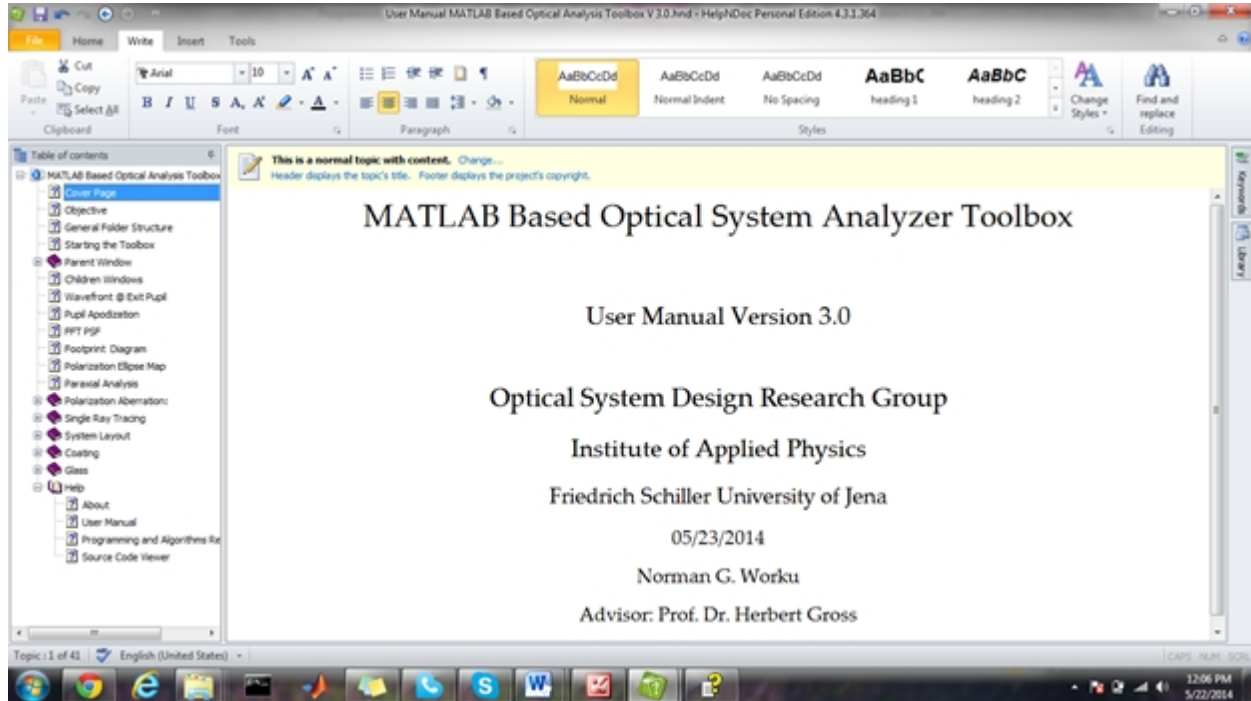 User Manual MATLAB Based Optical Analysis Toolbox V 3.0.hnd - HelpNDoc Personal Edition 4.3.1.364
File Home Write Insert Tools
Cut
Copy
Paste
Select All
Arial 10
B I U S
AaBbCcDd AaBbCcDd AaBbCcDd AaBbC AaBbC
Normal Normal Indent No Spacing heading 1 heading 2
Change Styles
Find and replace
Clipboard Font Paragraph Styles Editing
Table of contents
MATLAB Based Optical Analysis Toolbox
Cover Page
Objective
General Folder Structure
Starting the Toolbox
Parent Window
Children Windows
Wavefront @ Exit Pupil
Pupil Apodization
FFT PSF
Footprint Diagram
Polarization Ellipse Map
Paraxial Analysis
Polarization Aberration:
Single Ray Tracing
System Layout
Coating
Glass
Help
About
User Manual
Programming and Algorithms Re
Source Code Viewer
This is a normal topic with content. Change...
Header displays the topic's title. Footer displays the project's copyright.
MATLAB Based Optical System Analyzer Toolbox
User Manual Version 3.0
Optical System Design Research Group
Institute of Applied Physics
Friedrich Schiller University of Jena
05/23/2014
Norman G. Worku
Advisor: Prof. Dr. Herbert Gross
Keywords
Library
Topic : 1 of 41 English (United States)
CAPS NUM SCRL
12:06 PM
5/22/2014